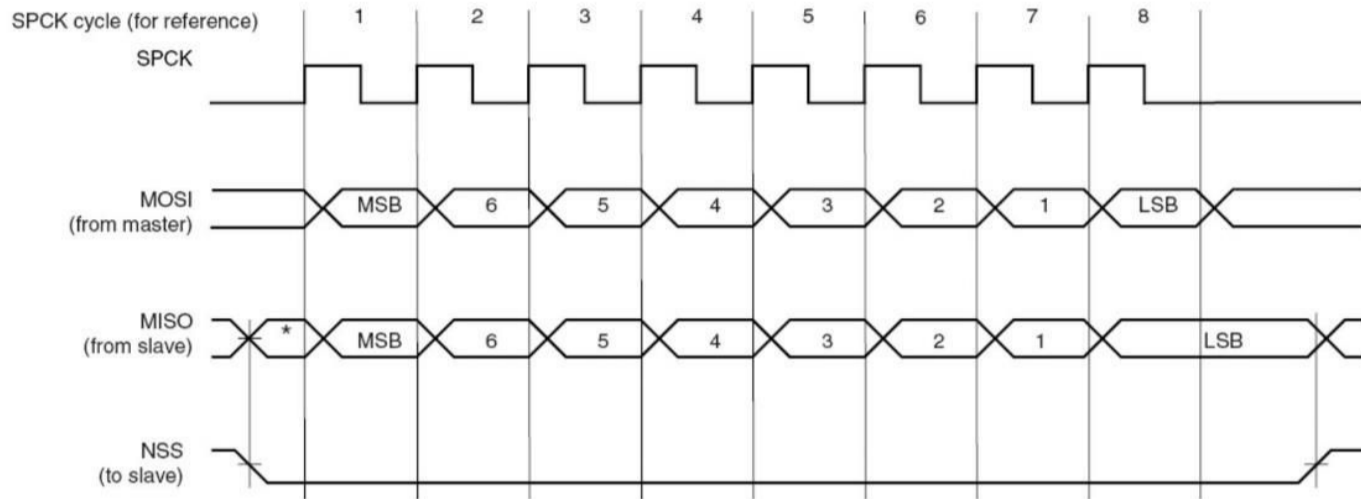 SPCK cycle (for reference) 1 2 3 4 5 6 7 8
SPCK
MOSI MSB 6 5 4 3 2 1 LSB
(from master)
MISO * MSB 6 5 4 3 2 1 LSB
(from slave)
NSS
(to slave)